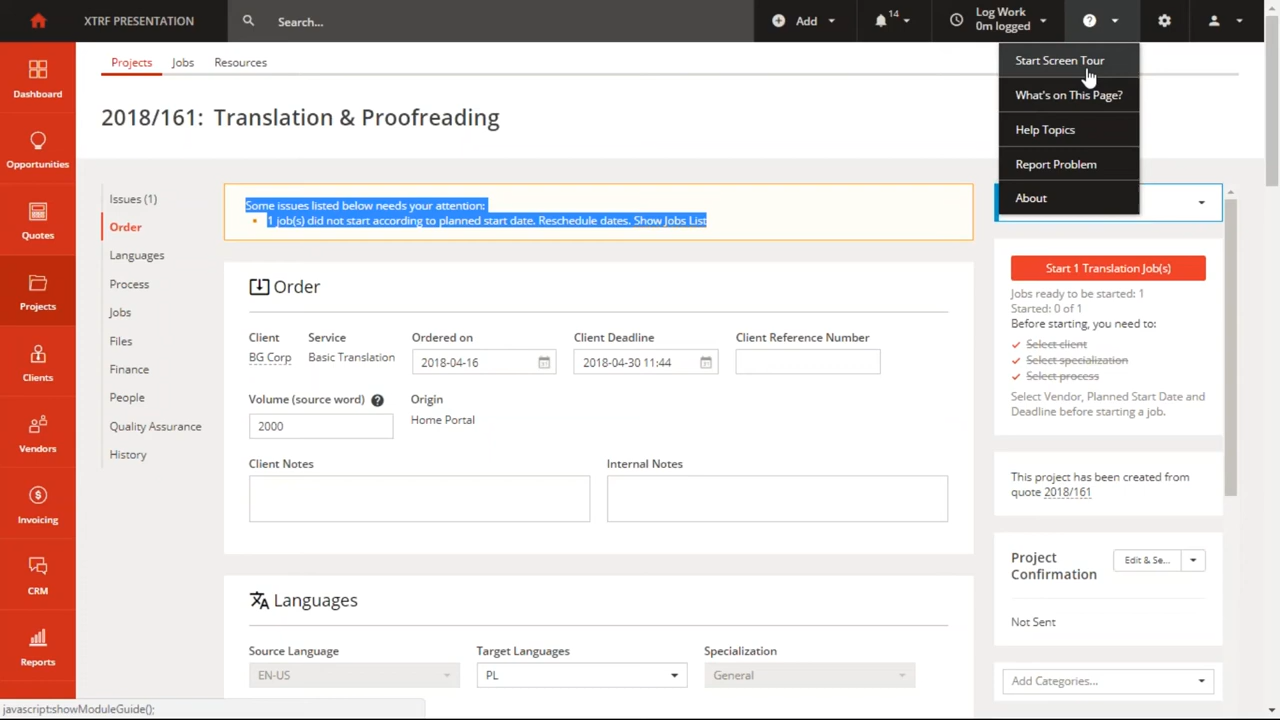 XTRF PRESENTATION
Search...
Add
14
Log Work
0m logged
Start Screen Tour
What's on This Page?
Help Topics
Report Problem
About
Dashboard
Opportunities
Quotes
Projects
Clients
Vendors
Invoicing
CRM
Reports
Projects
Jobs
Resources
2018/161: Translation & Proofreading
Issues (1)
Order
Languages
Process
Jobs
Files
Finance
People
Quality Assurance
History
Some issues listed below needs your attention:
1 job(s) did not start according to planned start date. Reschedule dates. Show Jobs List
Order
Client
BG Corp
Service
Basic Translation
Ordered on
2018-04-16
Client Deadline
2018-04-30 11:44
Client Reference Number
Volume (source word)
2000
Origin
Home Portal
Client Notes
Internal Notes
Languages
Source Language
EN-US
Target Languages
PL
Specialization
General
Start 1 Translation Job(s)
Jobs ready to be started: 1
Started: 0 of 1
Before starting, you need to:
Select client
Select specialization
Select process
Select Vendor, Planned Start Date and
Deadline before starting a job.
This project has been created from
quote 2018/161
Project
Confirmation
Edit & Se...
Not Sent
Add Categories...
javascript:showModuleGuide();